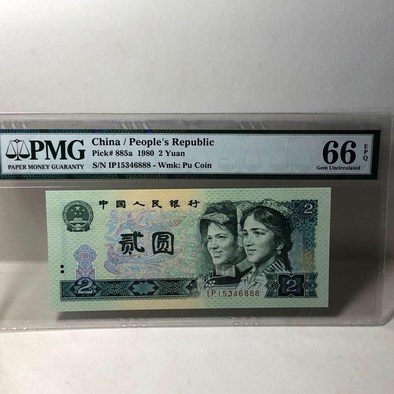 PMG
PAPER MONEY GUARANTY
China / People's Republic
Pick# 885a 1980 2 Yuan
S/N IP15346888 - Wmk: Pu Coin
66 EPQ
Gem Uncirculated
中国人民银行
贰圆
2
2
2
IP15346888